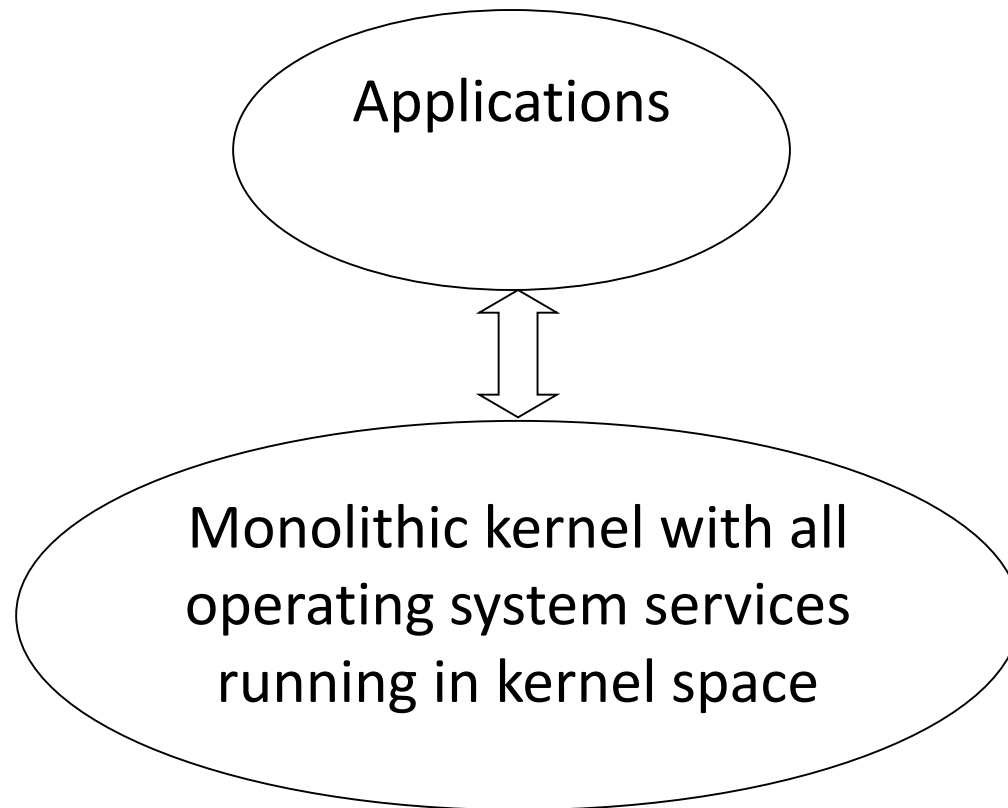 Applications
Monolithic kernel with all
operating system services
running in kernel space